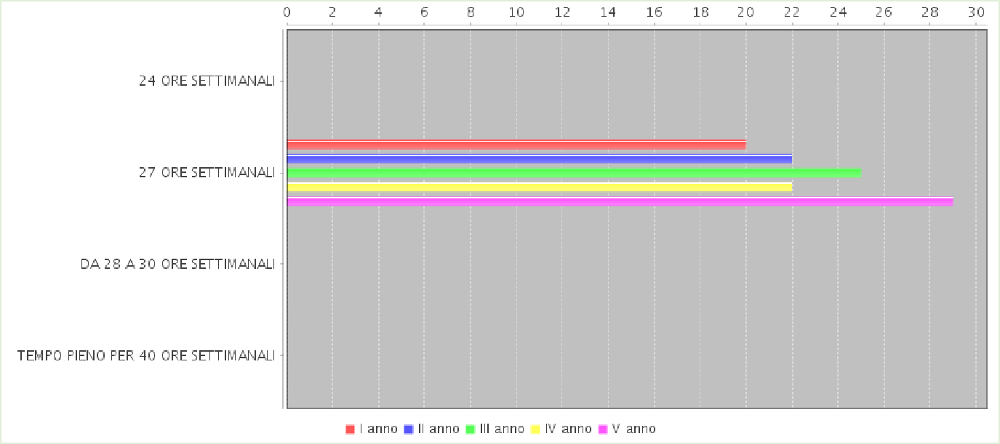 0 2 4 6 8 10 12 14 16 18 20 22 24 26 28 30
24 ORE SETTIMANALI
27 ORE SETTIMANALI
DA 28 A 30 ORE SETTIMANALI
TEMPO PIENO PER 40 ORE SETTIMANALI
I anno II anno III anno IV anno V anno